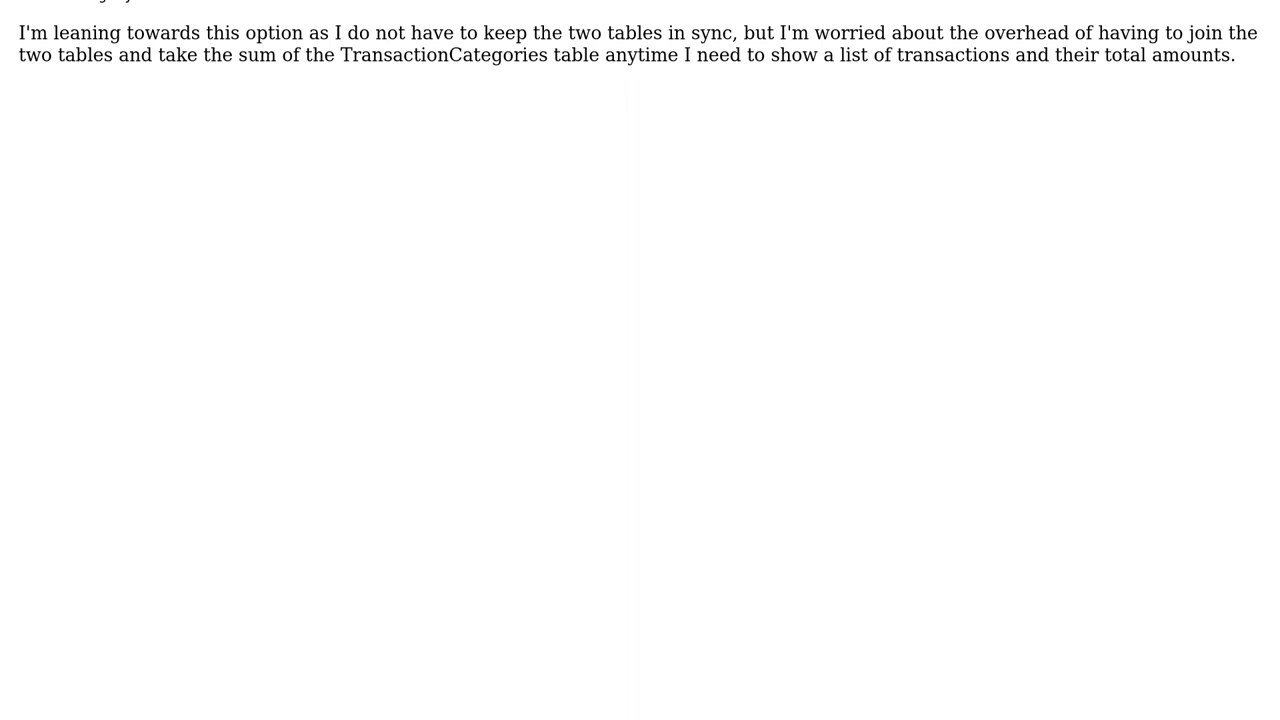 I'm leaning towards this option as I do not have to keep the two tables in sync, but I'm worried about the overhead of having to join the
two tables and take the sum of the TransactionCategories table anytime I need to show a list of transactions and their total amounts.